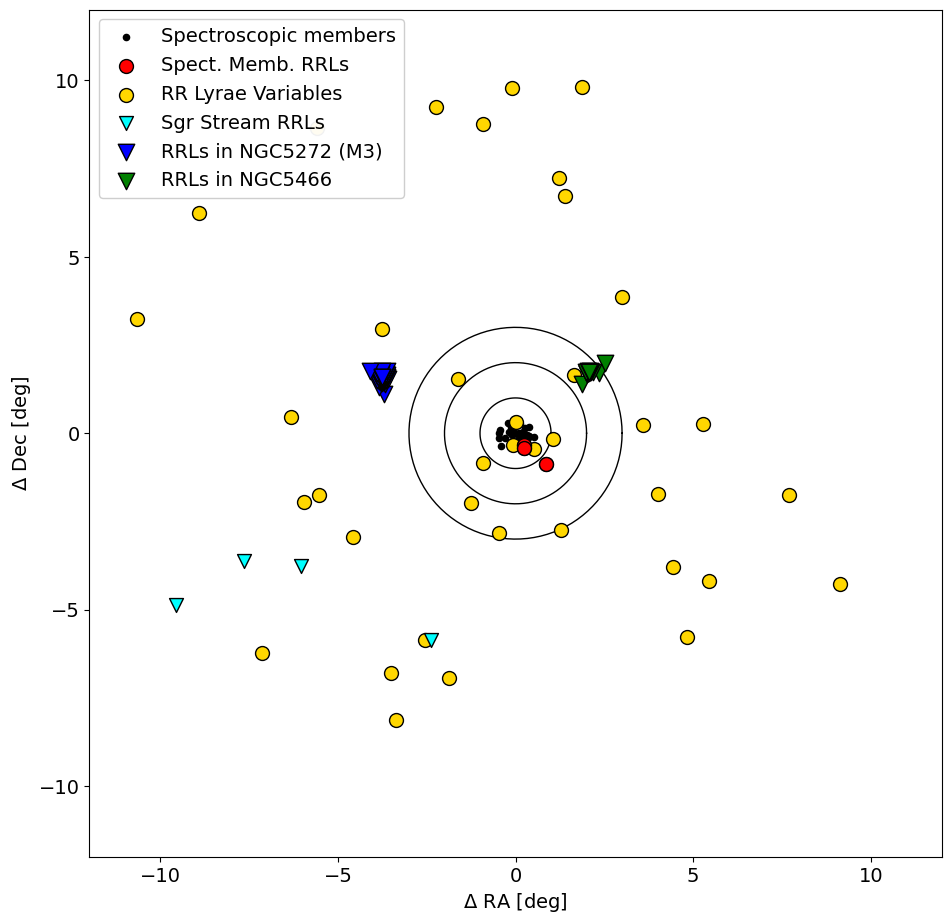 Spectroscopic members
Spect. Memb. RRLs
RR Lyrae Variables
Sgr Stream RRLs
RRLs in NGC5272 (M3)
RRLs in NGC5466
10
5
0
−5
−10
Δ Dec [deg]
−10
−5
0
5
10
Δ RA [deg]